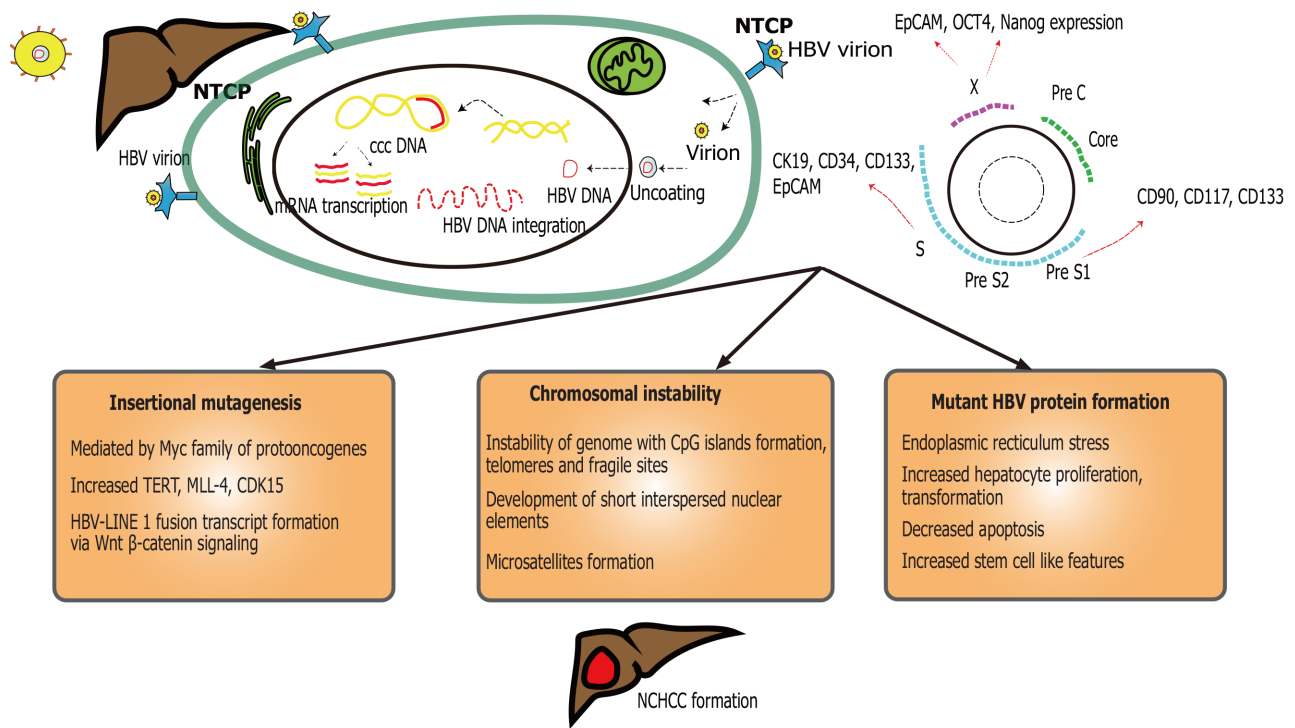 NTCP
HBV virion
NTCP
HBV virion
ccc DNA
mRNA transcription
HBV DNA integration
HBV DNA
Uncoating
Virion
EpCAM, OCT4, Nanog expression
X
Pre C
Core
CK19, CD34, CD133,
EpCAM
CD90, CD117, CD133
S
Pre S2
Pre S1
Insertional mutagenesis
Mediated by Myc family of protooncogenes
Increased TERT, MLL-4, CDK15
HBV-LINE 1 fusion transcript formation
via Wnt β-catenin signaling
Chromosomal instability
Instability of genome with CpG islands formation,
telomeres and fragile sites
Development of short interspersed nuclear
elements
Microsatellites formation
Mutant HBV protein formation
Endoplasmic recticulum stress
Increased hepatocyte proliferation,
transformation
Decreased apoptosis
Increased stem cell like features
NCHCC formation